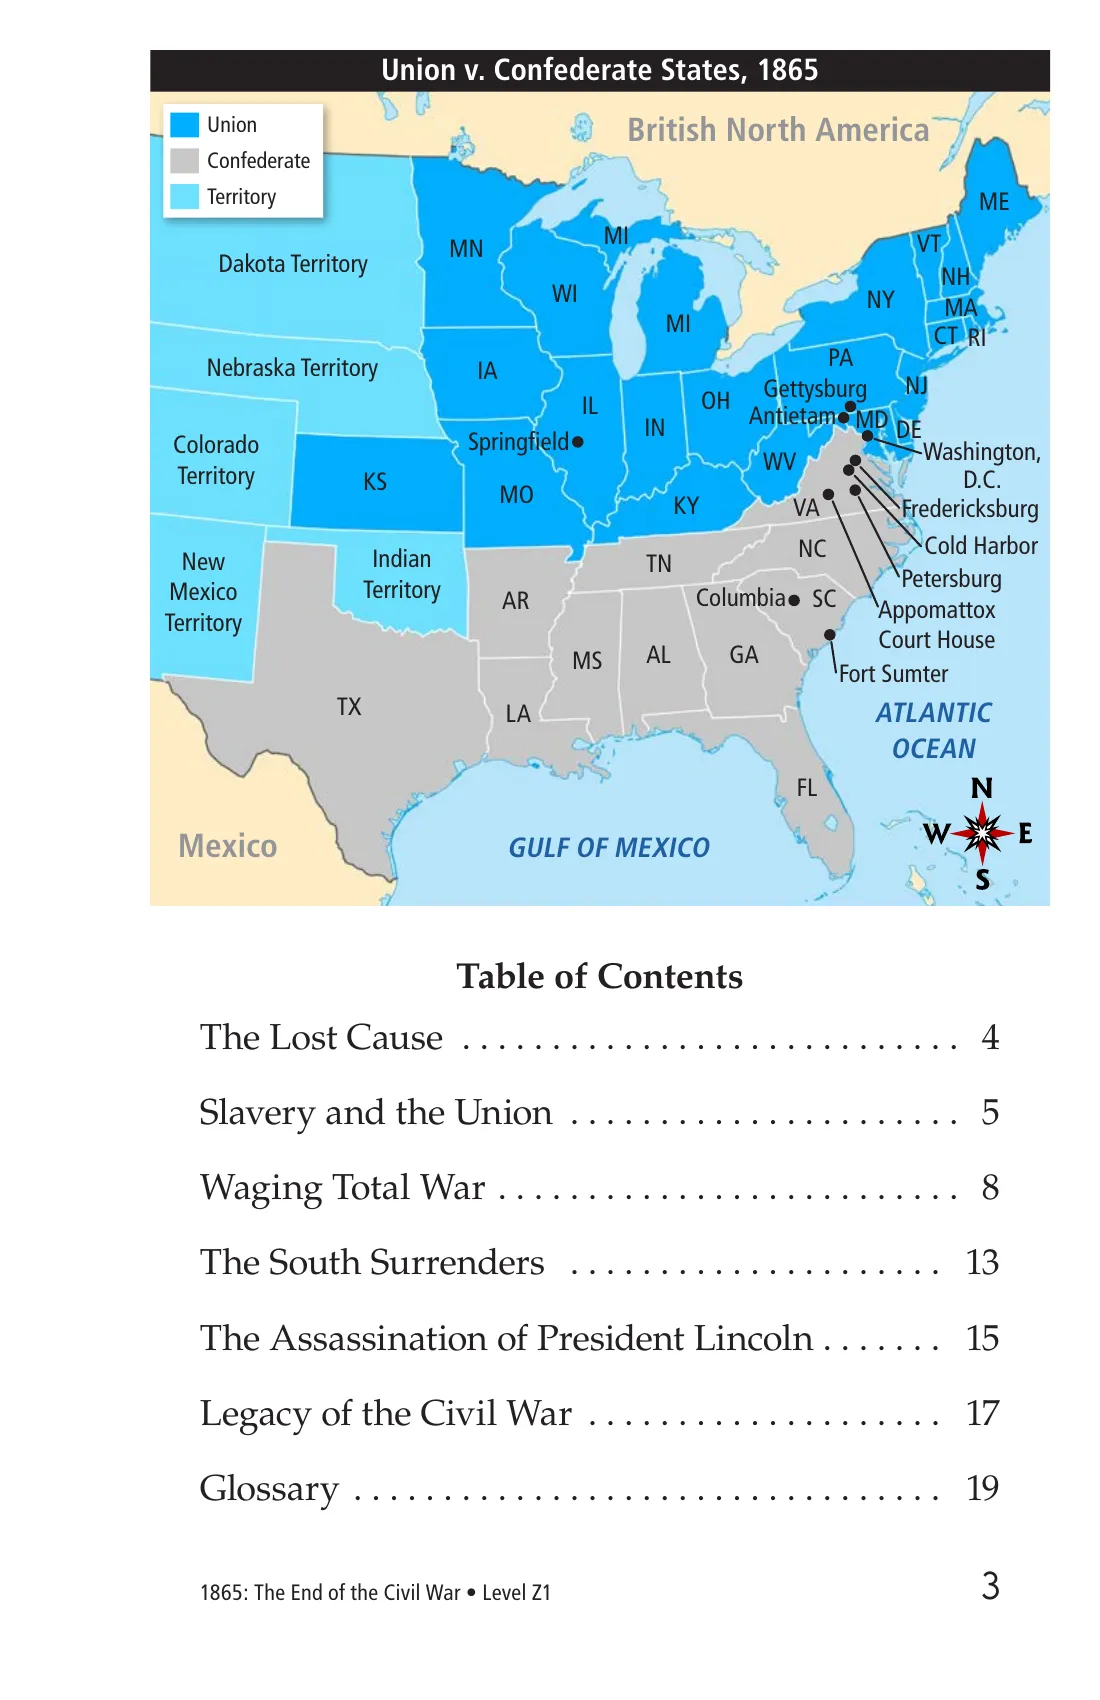 Union v. Confederate States, 1865
Union
Confederate
Territory
British North America
ME
VT
NH
MN
MI
Dakota Territory
WI
NY
MA
MI
CT RI
Nebraska Territory
IA
PA
Gettysburg
NJ
IL
OH
Antietam
MD
DE
IN
Colorado
Territory
Springfield
Washington,
D.C.
WV
KS
MO
KY
VA
Fredericksburg
New
Mexico
Territory
Indian
Territory
TN
NC
Cold Harbor
Petersburg
AR
Columbia
SC
Appomattox
Court House
MS
AL
GA
Fort Sumter
TX
LA
ATLANTIC
OCEAN
FL
N
W
E
S
Mexico
GULF OF MEXICO
Table of Contents
The Lost Cause . . . . . . . . . . . . . . . . . . . . . . . . . . . . 4
Slavery and the Union . . . . . . . . . . . . . . . . . . . . . . 5
Waging Total War . . . . . . . . . . . . . . . . . . . . . . . . . . 8
The South Surrenders . . . . . . . . . . . . . . . . . . . . . 13
The Assassination of President Lincoln . . . . . . . 15
Legacy of the Civil War . . . . . . . . . . . . . . . . . . . . 17
Glossary . . . . . . . . . . . . . . . . . . . . . . . . . . . . . . . . . 19
1865: The End of the Civil War • Level Z1
3